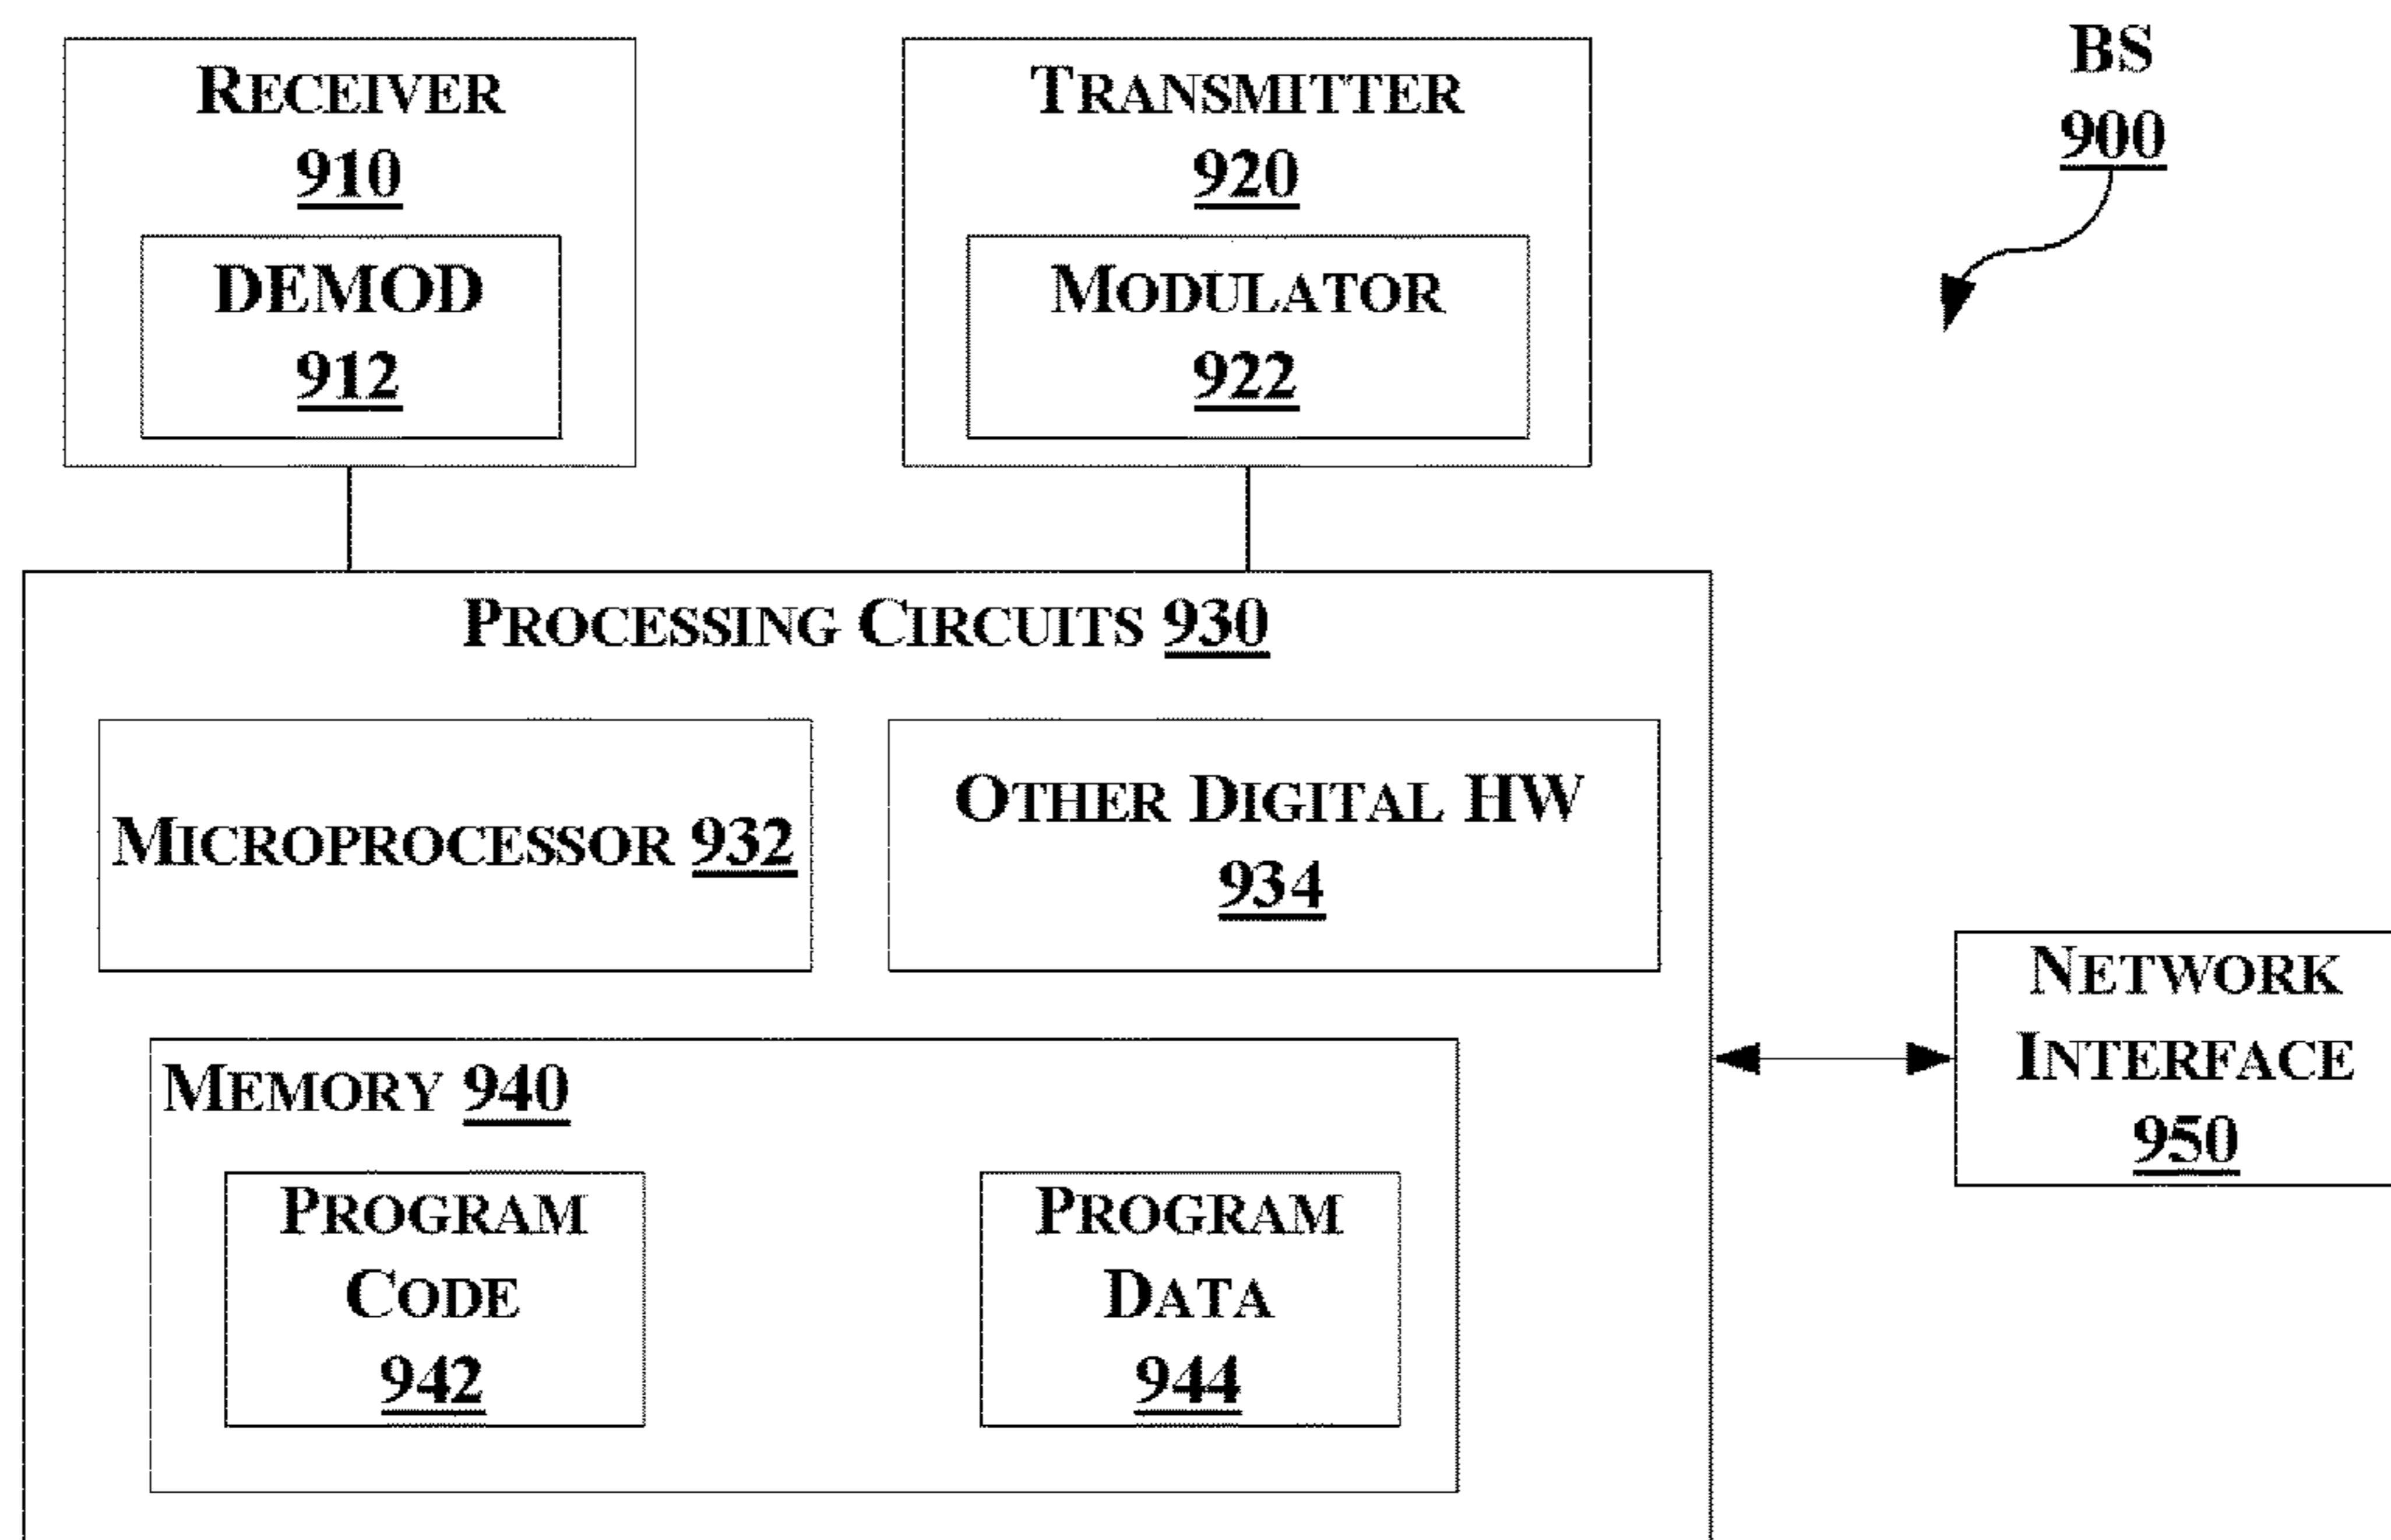 RECEIVER
910
DEMOD
912
TRANSMITTER
920
MODULATOR
922
BS
900
PROCESSING CIRCUITS 930
MICROPROCESSOR 932
OTHER DIGITAL HW
934
MEMORY 940
PROGRAM
CODE
942
PROGRAM
DATA
944
NETWORK
INTERFACE
950